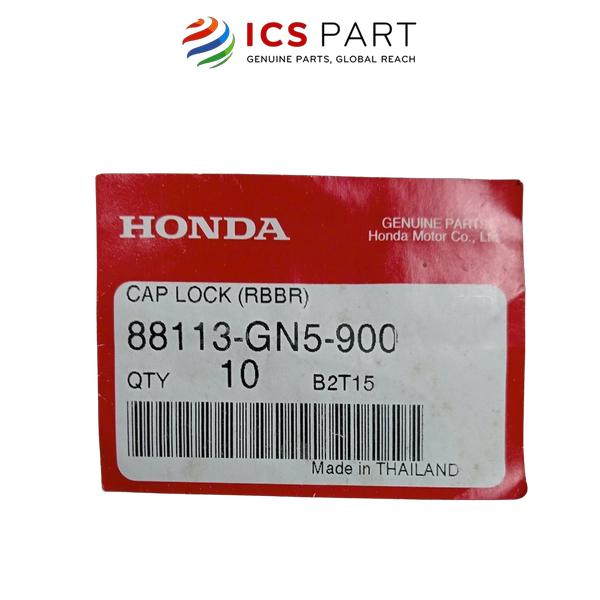 ICS PART
GENUINE PARTS, GLOBAL REACH
HONDA
GENUINE PARTS
Honda Motor Co., Ltd
CAP LOCK (RBBR)
88113-GN5-900
QTY 10 B2T15
Made in THAILAND